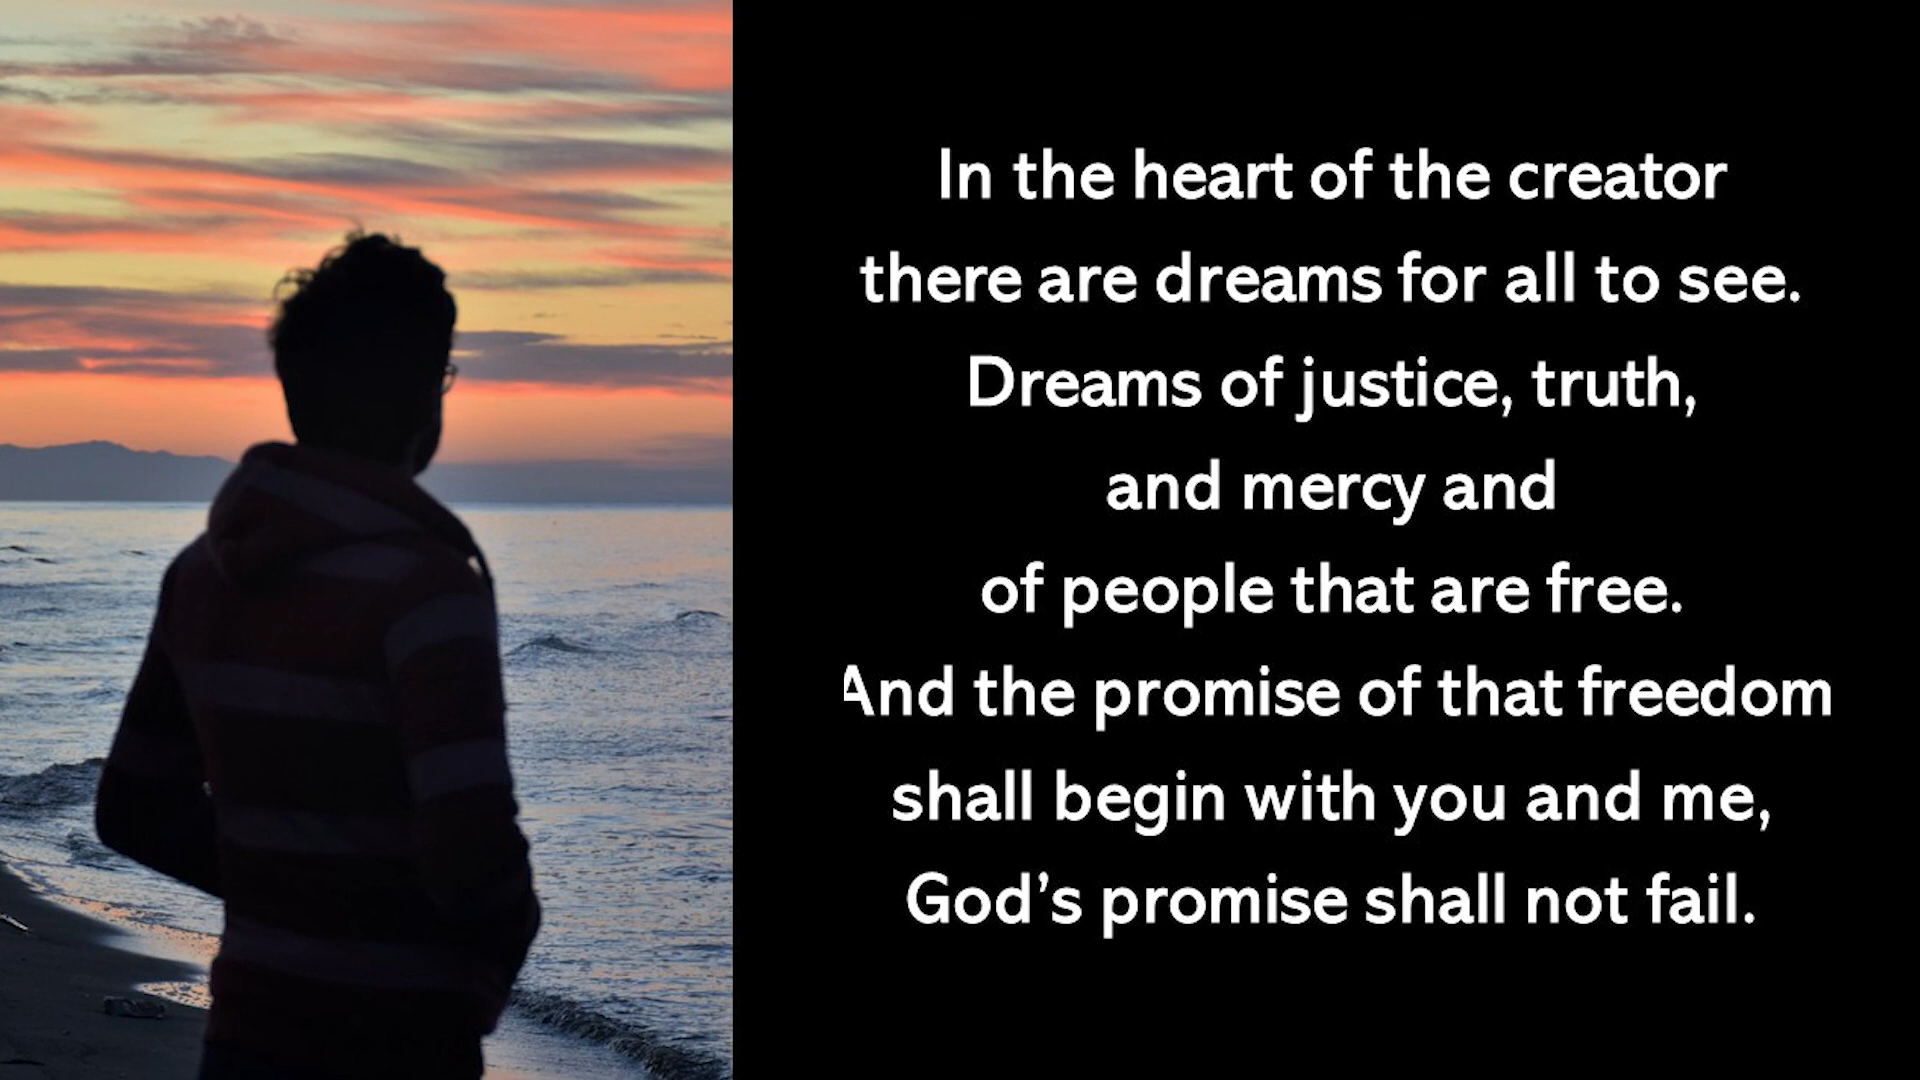 In the heart of the creator
there are dreams for all to see.
Dreams of justice, truth,
and mercy and
of people that are free.
And the promise of that freedom
shall begin with you and me,
God’s promise shall not fail.